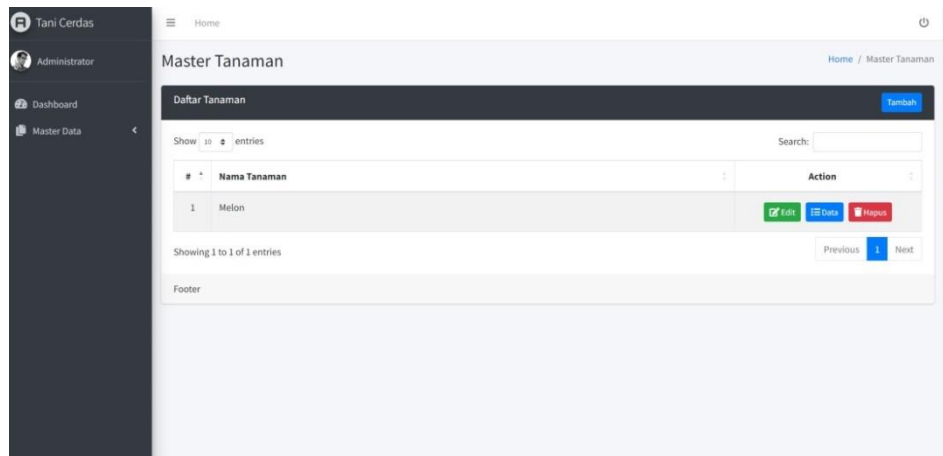 Tani Cerdas
Home
Administrator
Master Tanaman
Home / Master Tanaman
Dashboard
Master Data
Daftar Tanaman
Tambah
Show 10 entries
Search:
# Nama Tanaman Action
1 Melon Edit Data Hapus
Showing 1 to 1 of 1 entries
Previous 1 Next
Footer